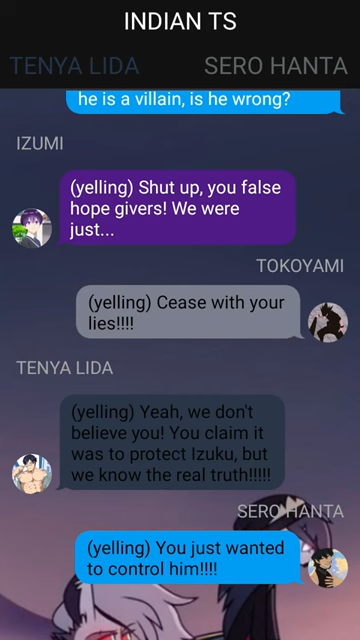 INDIAN TS
TENYA LIDA
SERO HANTA
he is a villain, is he wrong?
IZUMI
(yelling) Shut up, you false
hope givers! We were
just...
TOKOYAMI
(yelling) Cease with your
lies!!!!
TENYA LIDA
(yelling) Yeah, we don't
believe you! You claim it
was to protect Izuku, but
we know the real truth!!!!!
SERO HANTA
(yelling) You just wanted
to control him!!!!